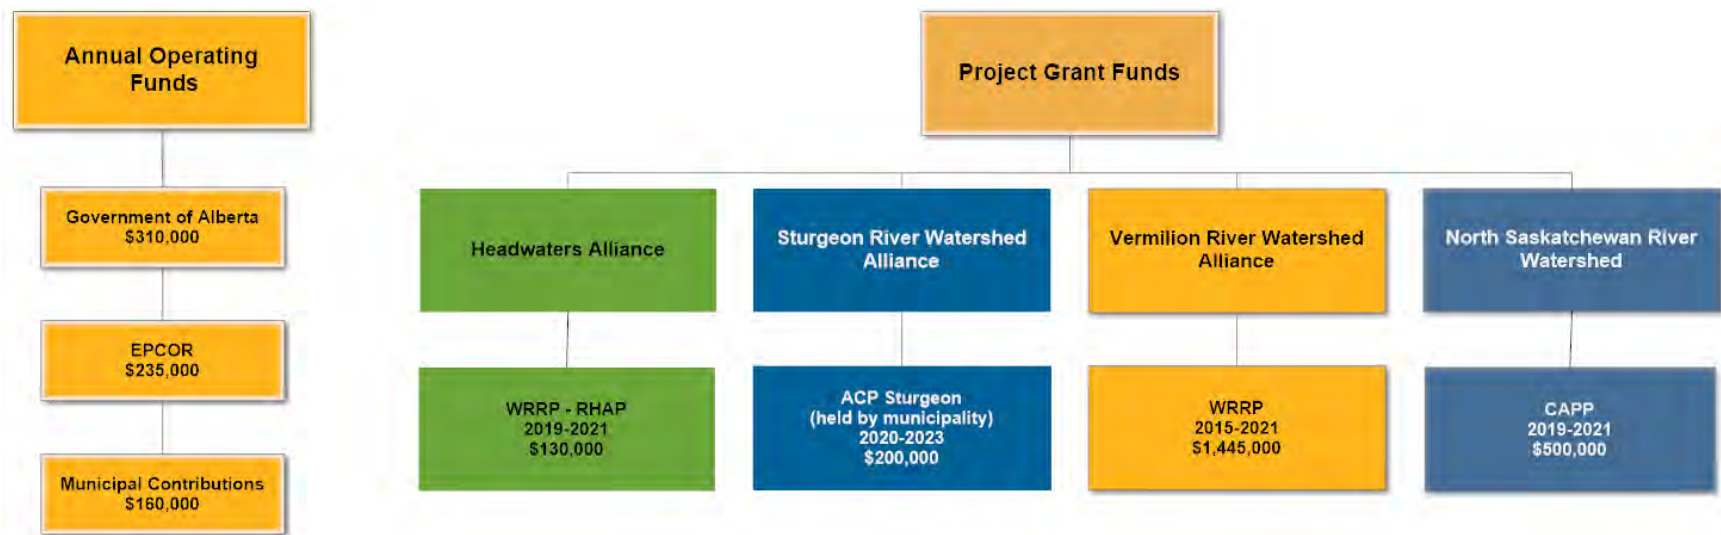 Annual Operating
Funds
Government of Alberta
$310,000
EPCOR
$235,000
Municipal Contributions
$160,000
Project Grant Funds
Headwaters Alliance
WRRP - RHAP
2019-2021
$130,000
Sturgeon River Watershed
Alliance
ACP Sturgeon
(held by municipality)
2020-2023
$200,000
Vermilion River Watershed
Alliance
WRRP
2015-2021
$1,445,000
North Saskatchewan River
Watershed
CAPP
2019-2021
$500,000